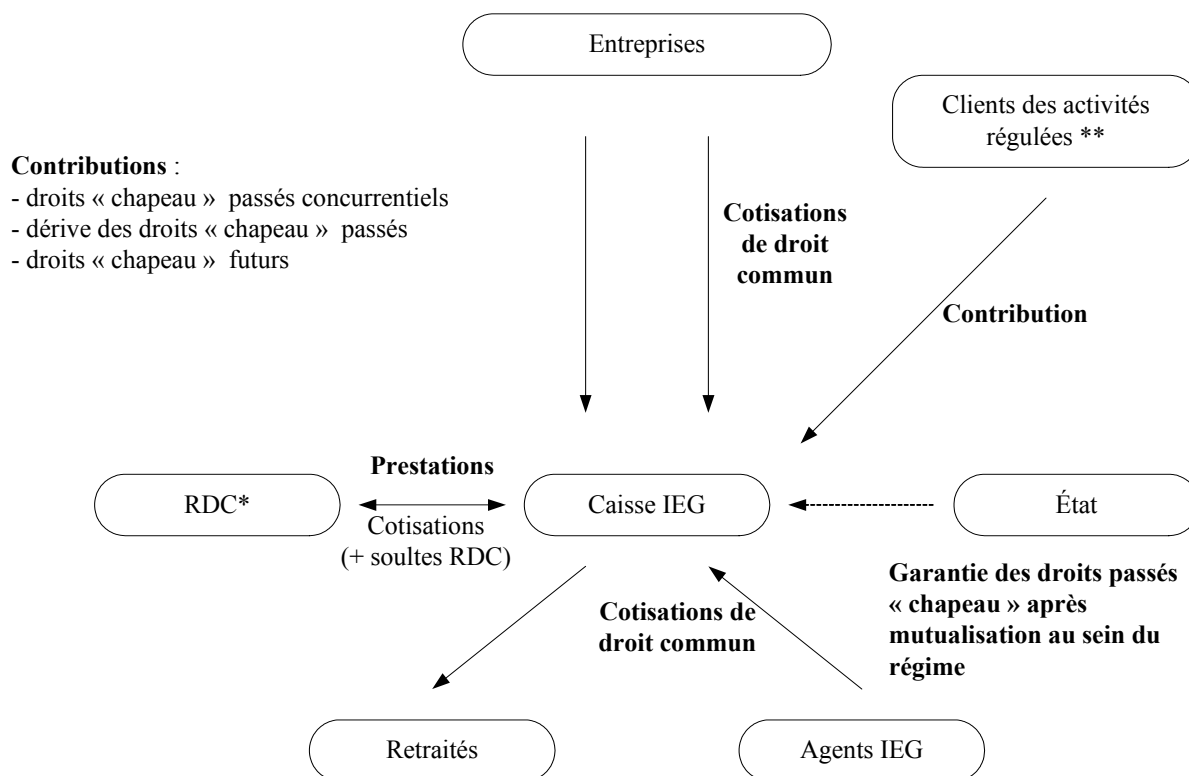 Entreprises
Clients des activités
régulées **
Contributions :
- droits « chapeau »  passés concurrentiels
- dérive des droits « chapeau »  passés
- droits « chapeau »  futurs
Cotisations
de droit
commun
Contribution
Prestations
RDC*
Cotisations
(+ soultes RDC)
Caisse IEG
État
Garantie des droits passés
« chapeau » après
mutualisation au sein du
régime
Cotisations de
droit commun
Retraités
Agents IEG